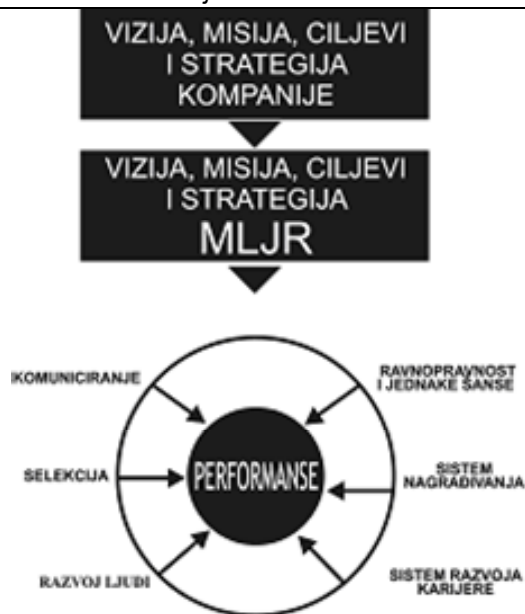 VIZIJA, MISIJA, CILJEVI
I STRATEGIJA
KOMPANIJE
VIZIJA, MISIJA, CILJEVI
I STRATEGIJA
MLJR
KOMUNICIRANJE
RAVNOPRAVNOST
I JEDNAKE ŠANSE
SELEKCIJA
PERFORMANSE
SISTEM
NAGRAĐIVANJA
RAZVOJ LJUDI
SISTEM RAZVOJA
KARIJERE